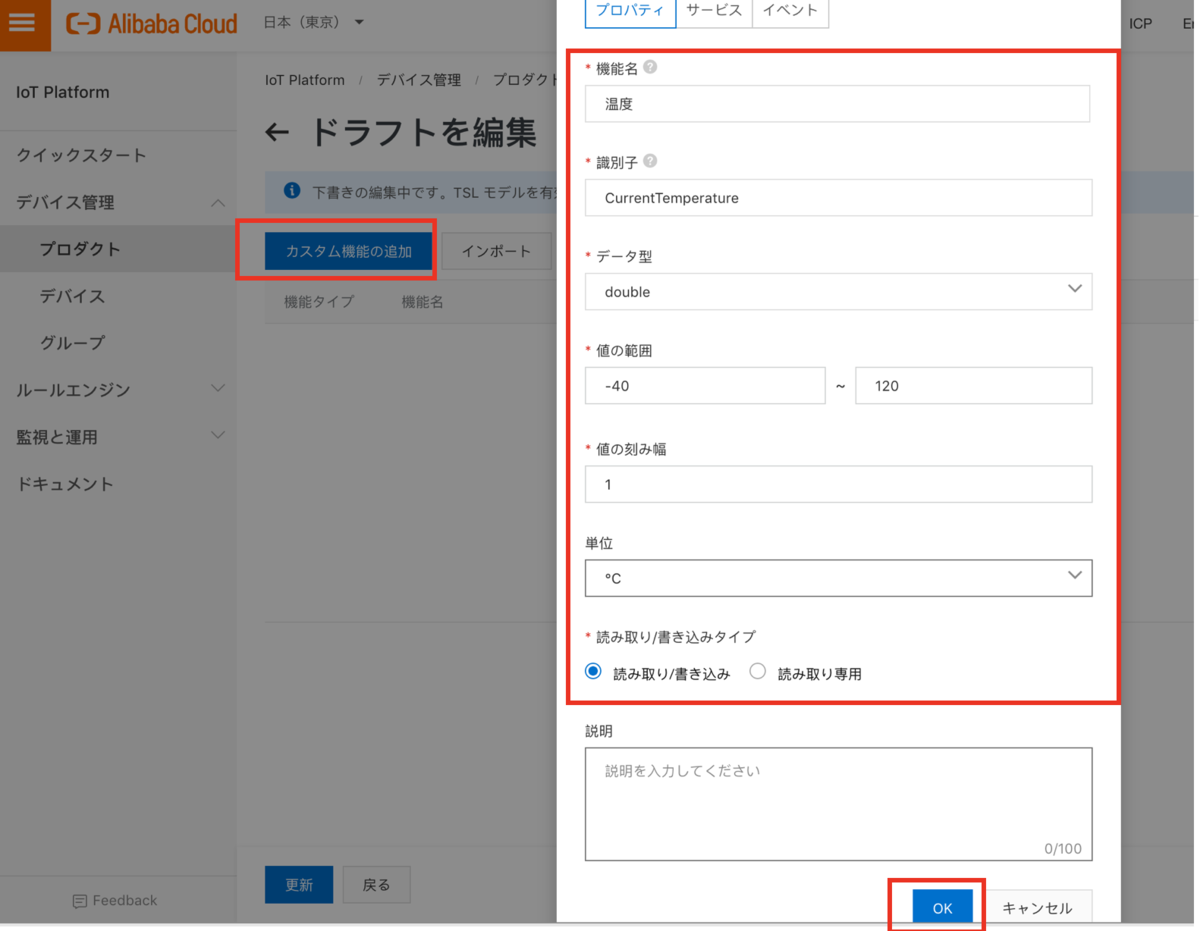 Alibaba Cloud
日本（東京）
ICP
IoT Platform
クイックスタート
デバイス管理
プロダクト
デバイス
グループ
ルールエンジン
監視と運用
ドキュメント
Feedback
IoT Platform / デバイス管理 / プロダクト
← ドラフトを編集
下書きの編集中です。TSL モデルを有
カスタム機能の追加
インポート
機能タイプ 機能名
更新
戻る
プロパティ サービス イベント
* 機能名
温度
* 識別子
CurrentTemperature
* データ型
double
* 値の範囲
-40 ~ 120
* 値の刻み幅
1
単位
°C
* 読み取り/書き込みタイプ
読み取り/書き込み 読み取り専用
説明
説明を入力してください
0/100
OK キャンセル